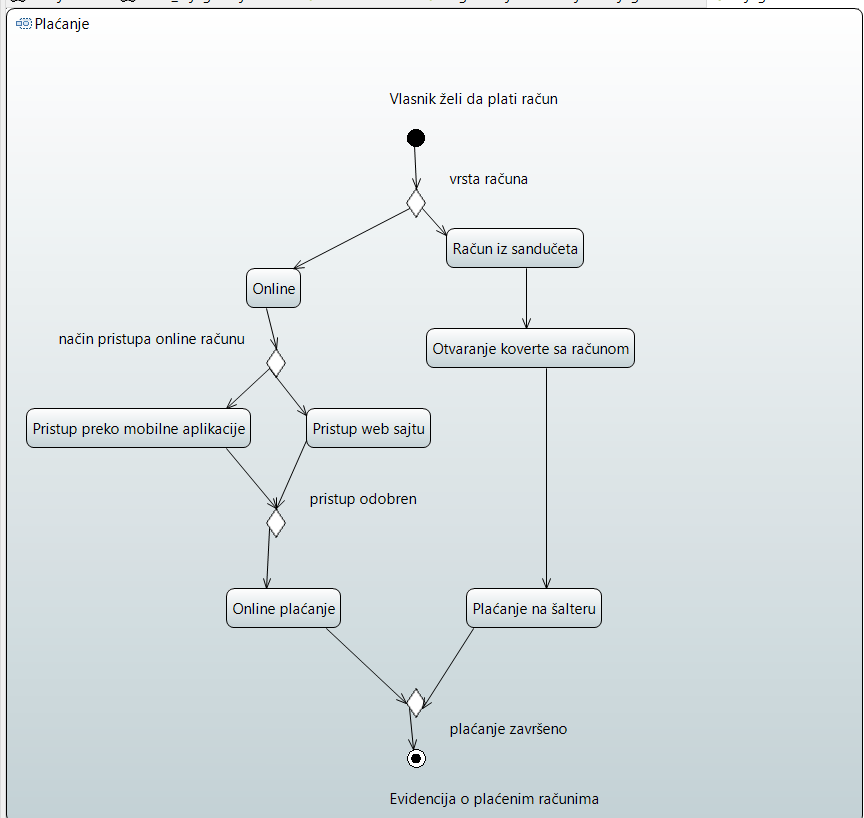 Plaćanje
Vlasnik želi da plati račun
vrsta računa
Račun iz sandučeta
Online
način pristupa online računu
Otvaranje koverte sa računom
Pristup preko mobilne aplikacije
Pristup web sajtu
pristup odobren
Online plaćanje
Plaćanje na šalteru
plaćanje završeno
Evidencija o plaćenim računima